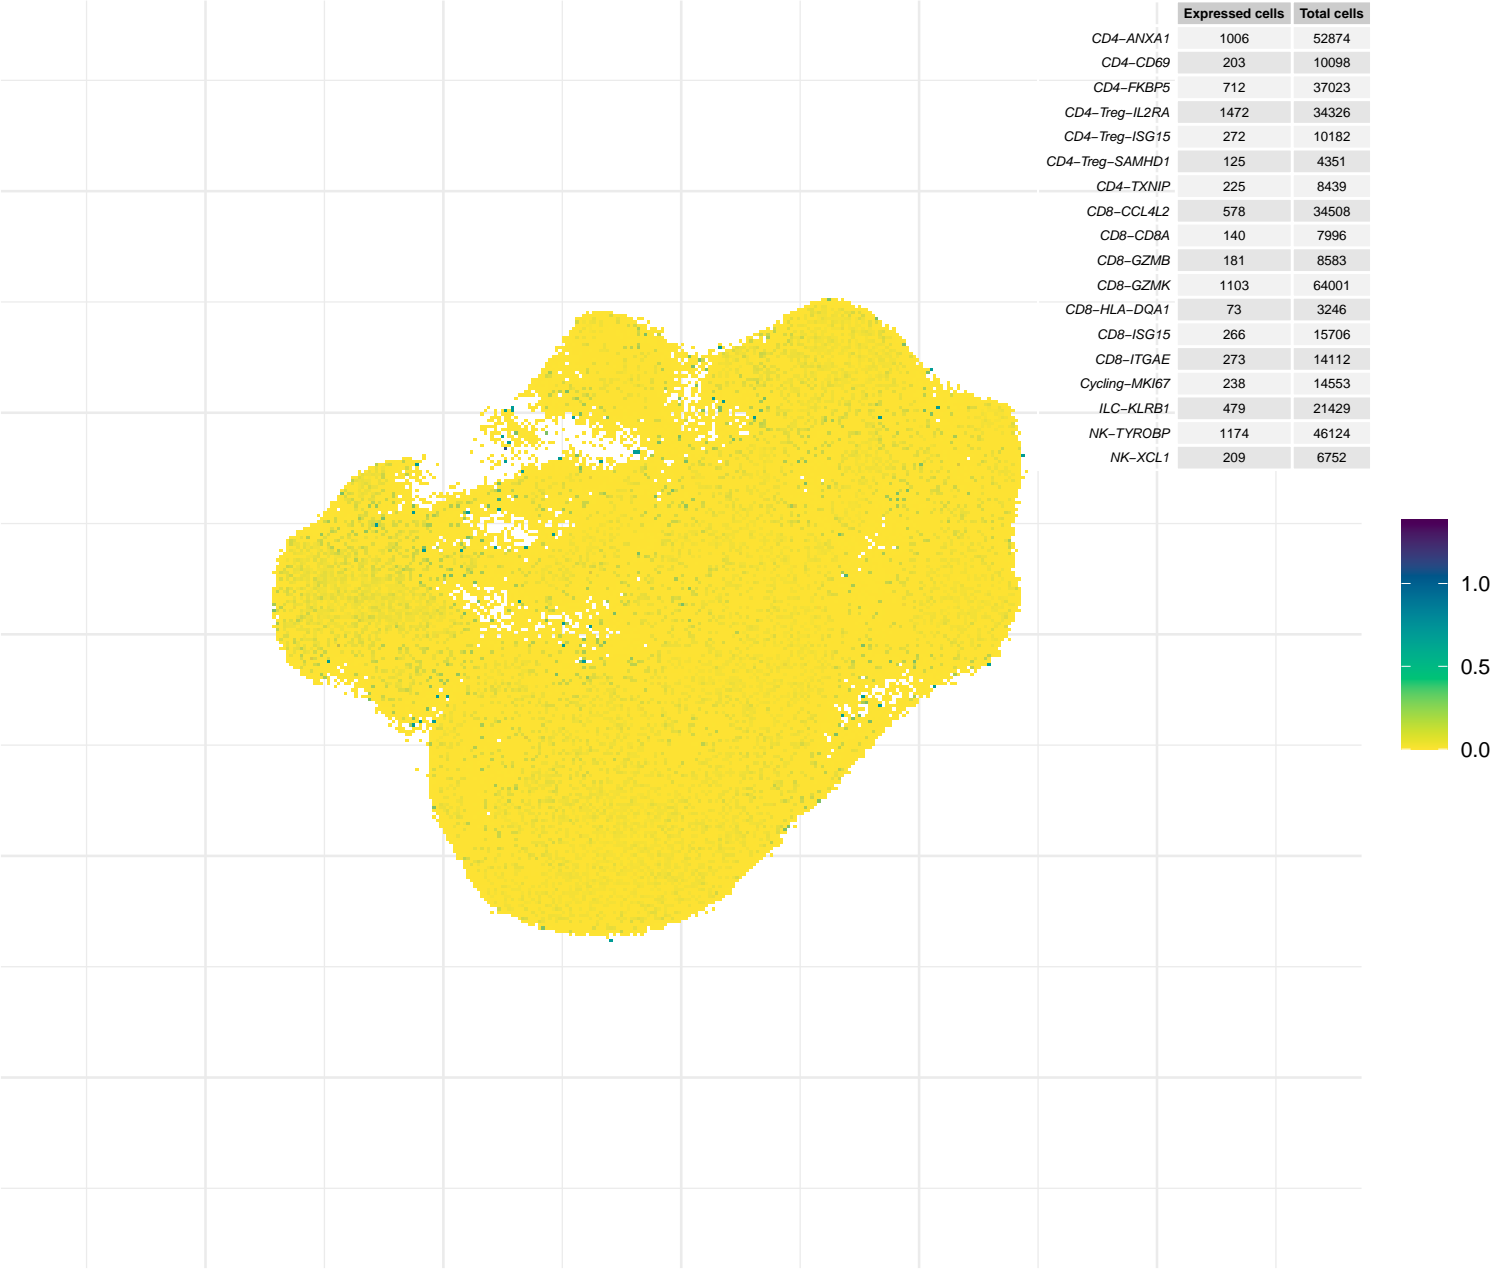 Expressed cells Total cells
CD4−ANXA1 1006 52874
CD4−CD69 203 10098
CD4−FKBP5 712 37023
CD4−Treg−IL2RA 1472 34326
CD4−Treg−ISG15 272 10182
CD4−Treg−SAMHD1 125 4351
CD4−TXNIP 225 8439
CD8−CCL4L2 578 34508
CD8−CD8A 140 7996
CD8−GZMB 181 8583
CD8−GZMK 1103 64001
CD8−HLA−DQA1 73 3246
CD8−ISG15 266 15706
CD8−ITGAE 273 14112
Cycling−MKI67 238 14553
ILC−KLRB1 479 21429
NK−TYROBP 1174 46124
NK−XCL1 209 6752
1.0
0.5
0.0